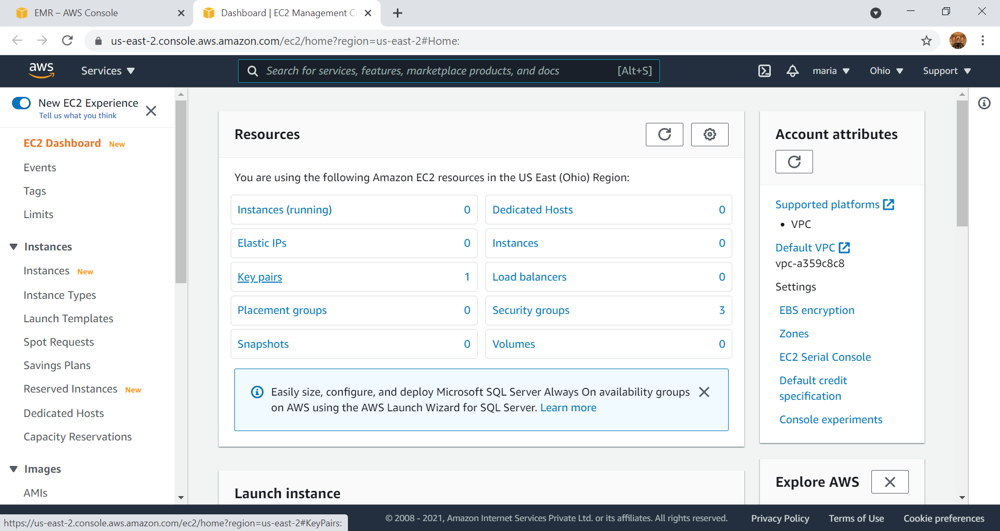 EMR – AWS Console
Dashboard | EC2 Management C
us-east-2.console.aws.amazon.com/ec2/home?region=us-east-2#Home:
aws
Services
Search for services, features, marketplace products, and docs
[Alt+S]
maria
Ohio
Support
New EC2 Experience
Tell us what you think
EC2 Dashboard New
Events
Tags
Limits
Instances
Instances New
Instance Types
Launch Templates
Spot Requests
Savings Plans
Reserved Instances New
Dedicated Hosts
Capacity Reservations
Images
AMIs
Resources
You are using the following Amazon EC2 resources in the US East (Ohio) Region:
Instances (running) 0
Dedicated Hosts 0
Elastic IPs 0
Instances 0
Key pairs 1
Load balancers 0
Placement groups 0
Security groups 3
Snapshots 0
Volumes 0
Easily size, configure, and deploy Microsoft SQL Server Always On availability groups
on AWS using the AWS Launch Wizard for SQL Server. Learn more
Launch instance
Account attributes
Supported platforms
• VPC
Default VPC
vpc-a359c8c8
Settings
EBS encryption
Zones
EC2 Serial Console
Default credit
specification
Console experiments
Explore AWS
https://us-east-2.console.aws.amazon.com/ec2/home?region=us-east-2#KeyPairs:
© 2008 - 2021, Amazon Internet Services Private Ltd. or its affiliates. All rights reserved.
Privacy Policy
Terms of Use
Cookie preferences